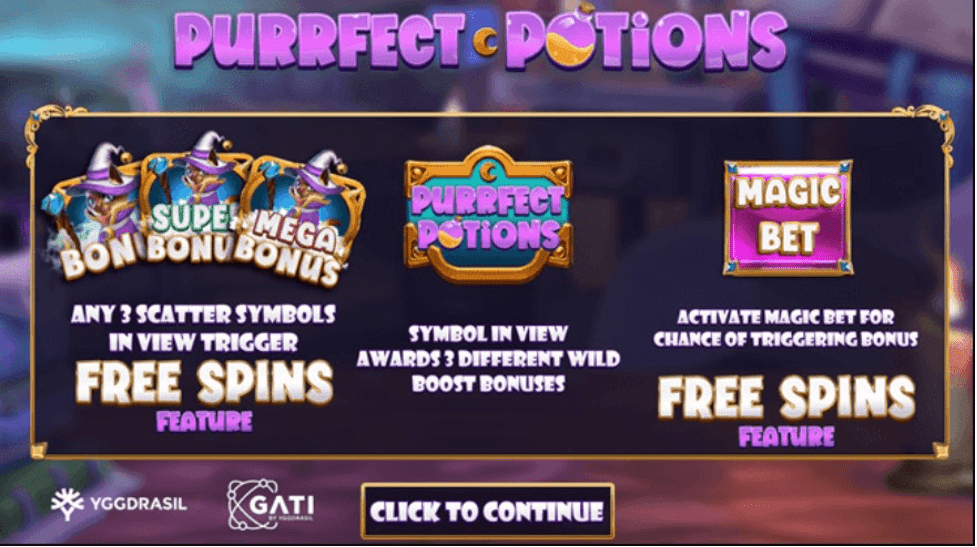 PURRFECT POTIONS
BON
SUPE
BONU
MEGA
BONUS
ANY 3 SCATTER SYMBOLS
IN VIEW TRIGGER
FREE SPINS
FEATURE
PURRFECT
POTIONS
SYMBOL IN VIEW
AWARDS 3 DIFFERENT WILD
BOOST BONUSES
MAGIC
BET
ACTIVATE MAGIC BET FOR
CHANCE OF TRIGGERING BONUS
FREE SPINS
FEATURE
YGGDRASIL
GATI
BY YGGDRASIL
CLICK TO CONTINUE